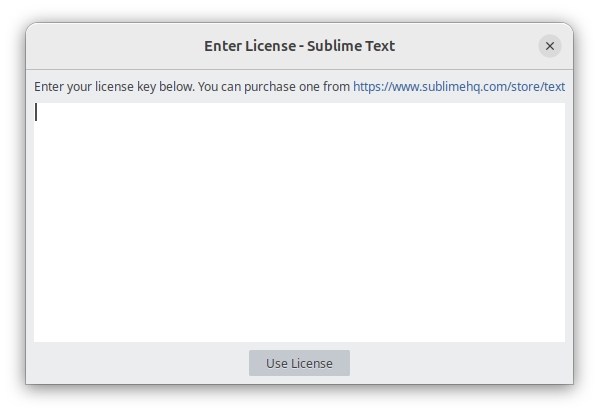 Enter License - Sublime Text
Enter your license key below. You can purchase one from https://www.sublimehq.com/store/text
Use License